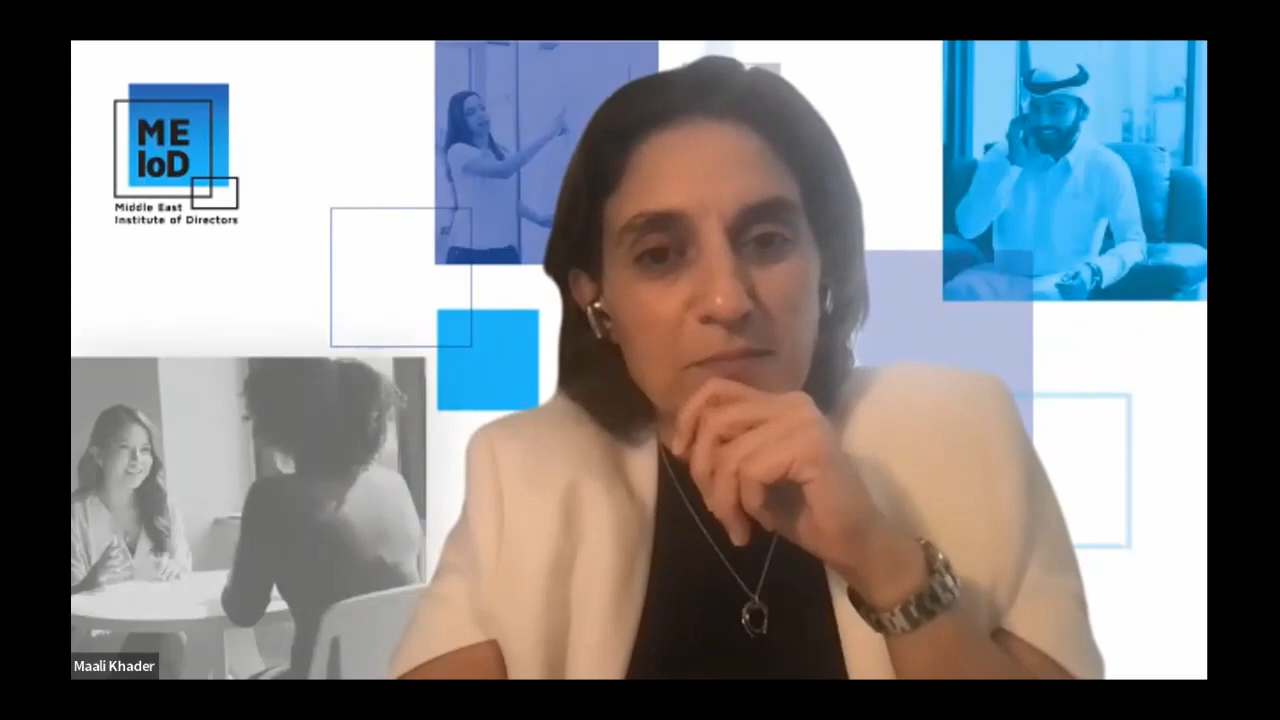 ME
IoD
Middle East
Institute of Directors
Maali Khader